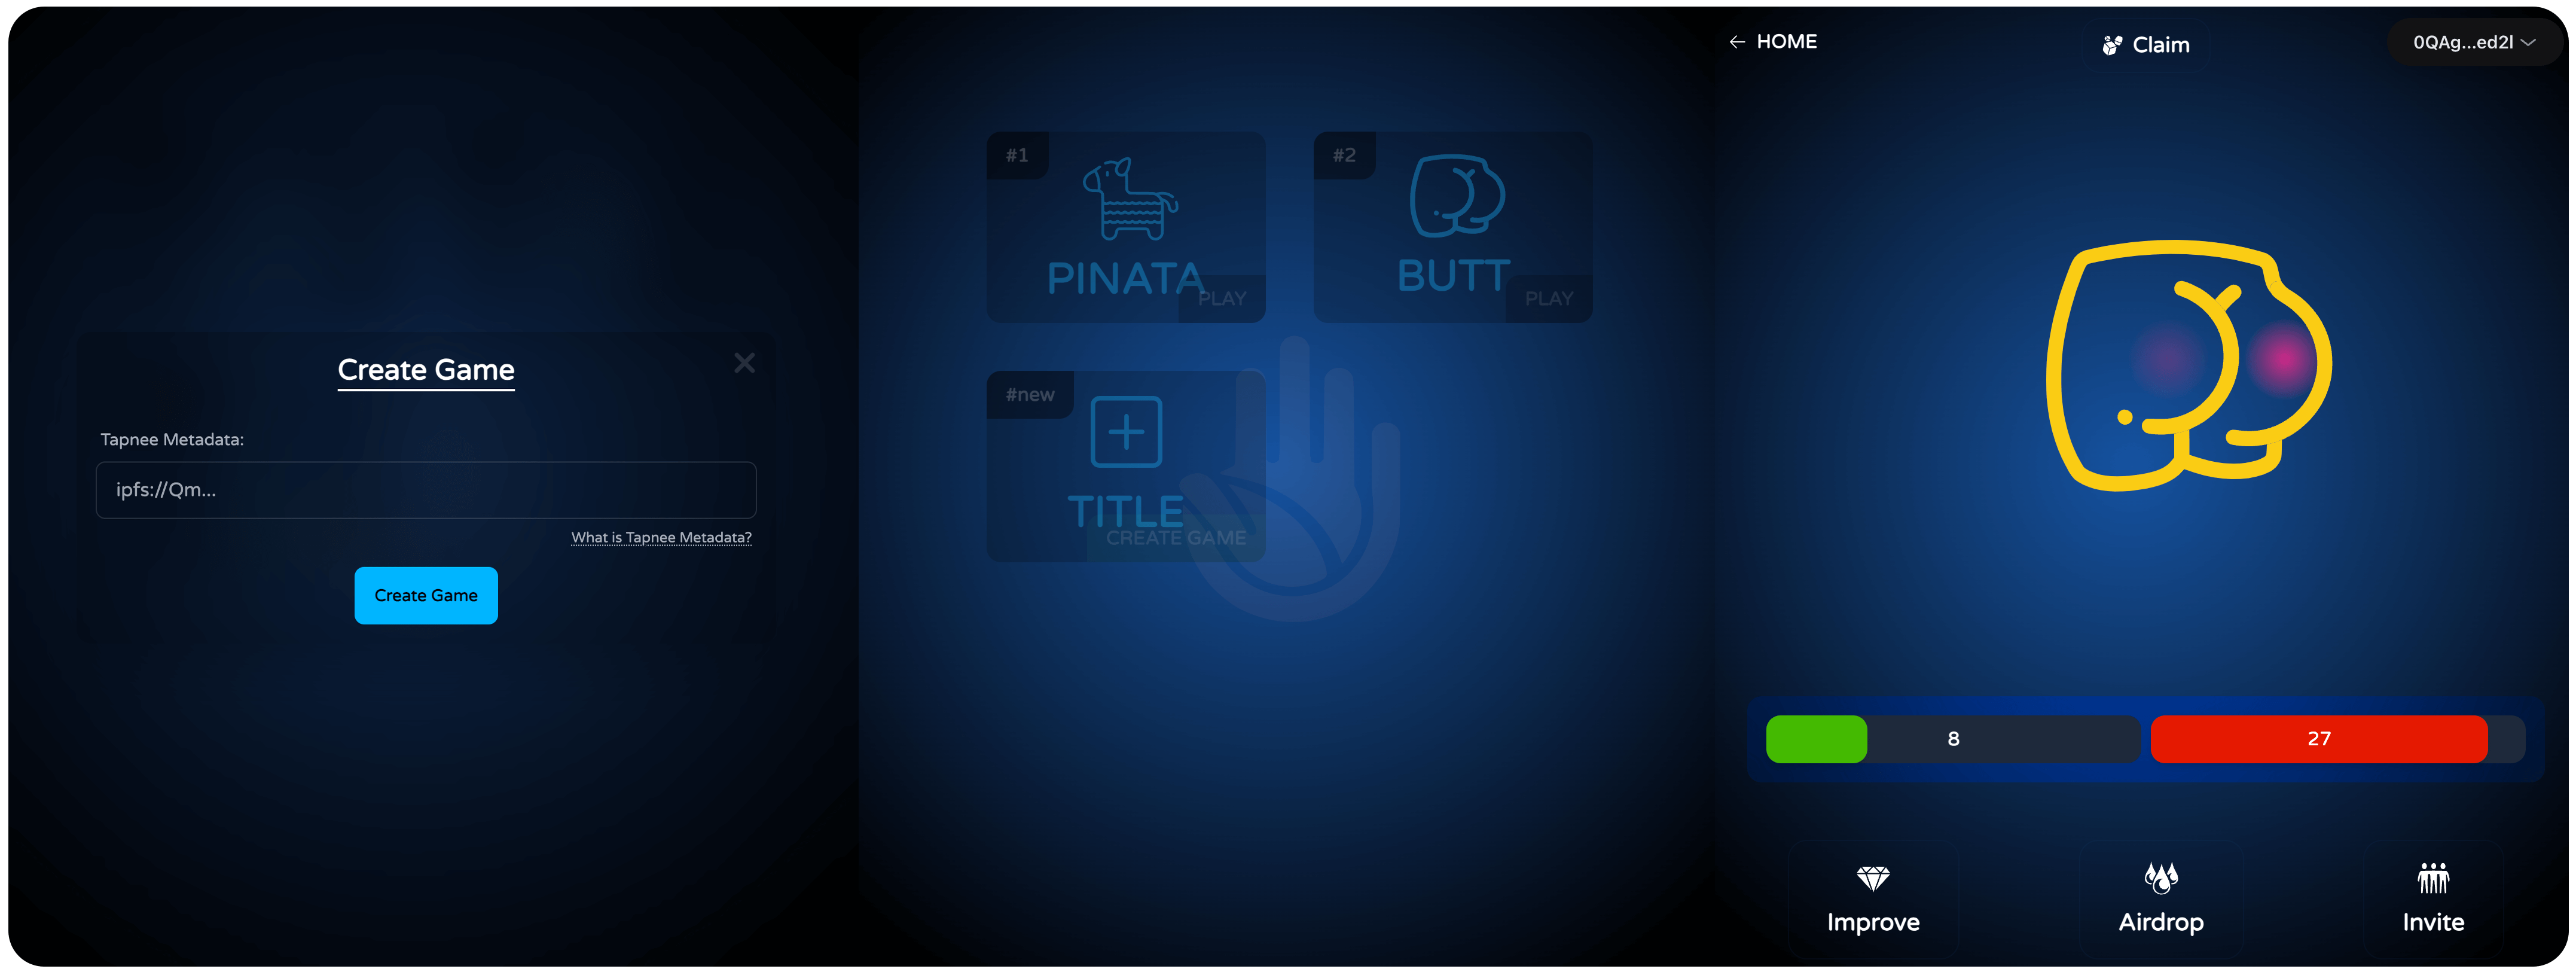 Create Game
Tapnee Metadata:
ipfs://Qm...
What is Tapnee Metadata?
Create Game
#1
PINATA
PLAY
#2
BUTT
PLAY
#new
TITLE
CREATE GAME
HOME
Claim
0QAg...ed2l
8
27
Improve
Airdrop
Invite